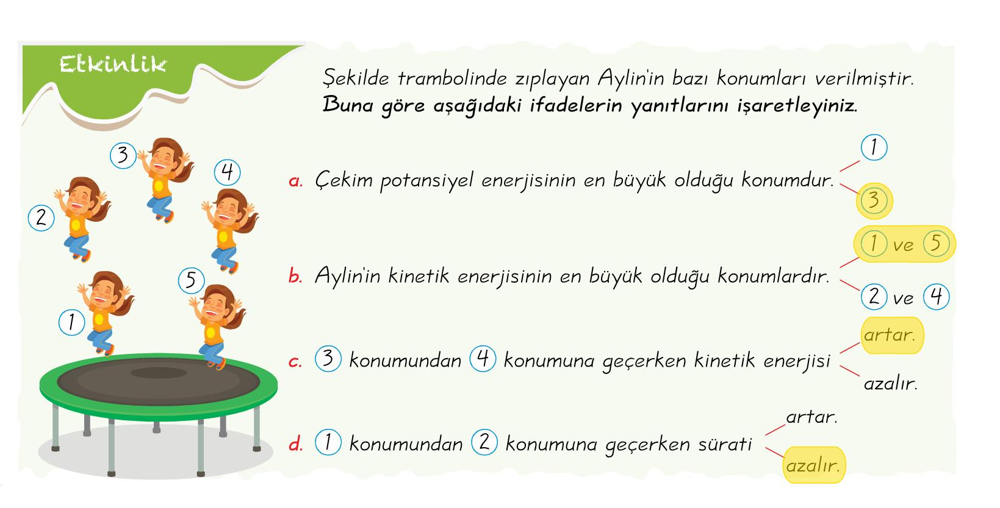 Etkinlik
Şekilde trambolinde zıplayan Aylin'in bazı konumları verilmiştir.
Buna göre aşağıdaki ifadelerin yanıtlarını işaretleyiniz.
3
4
2
1
5
a. Çekim potansiyel enerjisinin en büyük olduğu konumdur.
1
3
b. Aylin'in kinetik enerjisinin en büyük olduğu konumlardır.
1 ve 5
2 ve 4
c. 3 konumundan 4 konumuna geçerken kinetik enerjisi
artar.
azalır.
d. 1 konumundan 2 konumuna geçerken sürati
artar.
azalır.